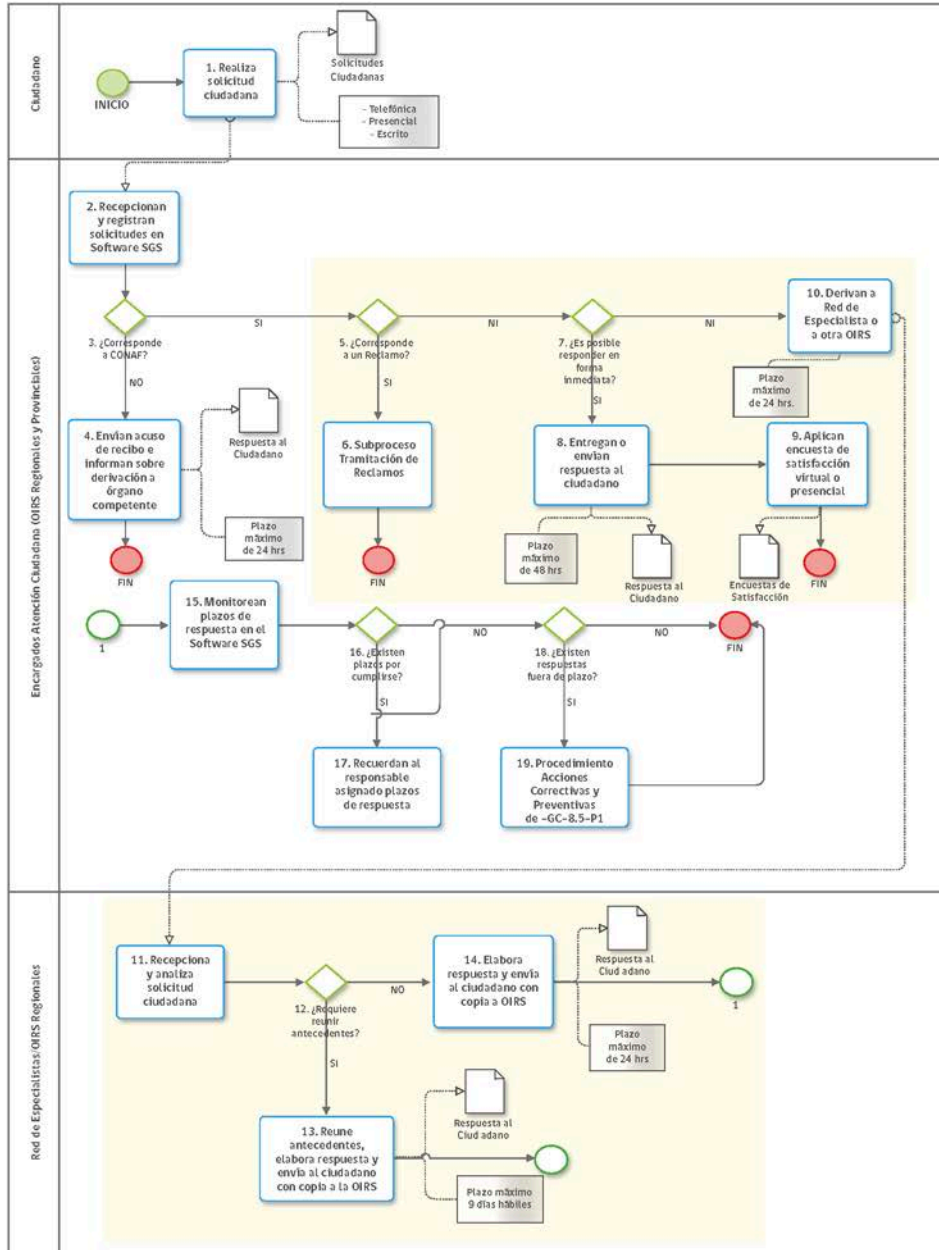 Ciudadano
INICIO
1. Realiza
solicitud
ciudadana
Solicitudes
Ciudadanas
- Telefónica
- Presencial
- Escrito
Encargados Atención Ciudadana (OIRS Regionales y Provinciales)
2. Recepcionan
y registran
solicitudes en
Software SGS
3. ¿Corresponde
a CONAF?
SI
NO
4. Envían acuso
de recibo e
informan sobre
derivación a
órgano
competente
Respuesta al
Ciudadano
Plazo
máximo
de 24 hrs
FIN
5. ¿Corresponde
a un Reclamo?
NI
SI
6. Subproceso
Tramitación de
Reclamos
FIN
7. ¿Es posible
responder en
forma
inmediata?
NI
SI
8. Entregan o
envían
respuesta al
ciudadano
Plazo
máximo
de 48 hrs
Respuesta al
Ciudadano
9. Aplican
encuesta de
satisfacción
virtual o
presencial
Encuestas de
Satisfacción
FIN
10. Derivan a
Red de
Especialista o
a otra OIRS
Plazo
máximo
de 24 hrs.
1
15. Monitorean
plazos de
respuesta en el
Software SGS
16. ¿Existen
plazos por
cumplirse?
NO
SI
17. Recuerdan al
responsable
asignado plazos
de respuesta
18. ¿Existen
respuestas
fuera de plazo?
NO
SI
19. Procedimiento
Acciones
Correctivas y
Preventivas
de -GC-8.5-P1
FIN
Red de Especialistas/OIRS Regionales
11. Recepciona
y analiza
solicitud
ciudadana
12. ¿Requiere
reunir
antecedentes?
NO
SI
14. Elabora
respuesta y envía
al ciudadano con
copia a OIRS
Respuesta al
Ciud adano
Plazo
máximo
de 24 hrs
1
13. Reune
antecedentes,
elabora respuesta y
envía al ciudadano
con copia a la OIRS
Respuesta al
Ciud adano
Plazo máximo
9 días hábiles